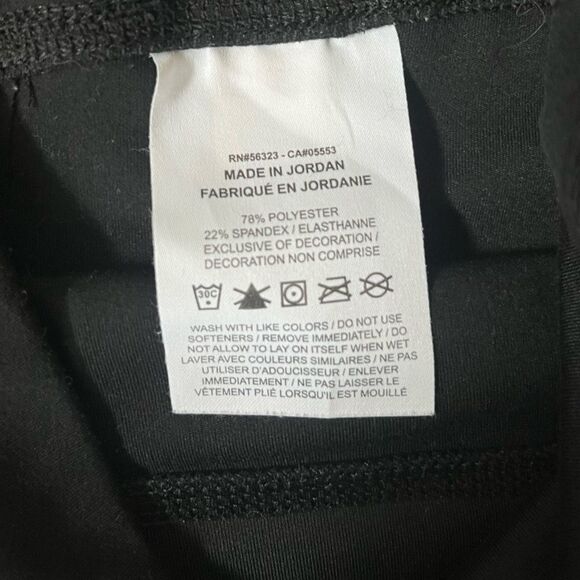 RN#56323 - CA#05553
MADE IN JORDAN
FABRIQUÉ EN JORDANIE
78% POLYESTER
22% SPANDEX / ELASTHANNE
EXCLUSIVE OF DECORATION /
DECORATION NON COMPRISE
30C
WASH WITH LIKE COLORS / DO NOT USE
SOFTENERS / REMOVE IMMEDIATELY / DO
NOT ALLOW TO LAY ON ITSELF WHEN WET
LAVER AVEC COULEURS SIMILAIRES / NE PAS
UTILISER D'ADOUCISSEUR / ENLEVER
IMMEDIATEMENT / NE PAS LAISSER LE
VÊTEMENT PLIÉ LORSQU'IL EST MOUILLÉ